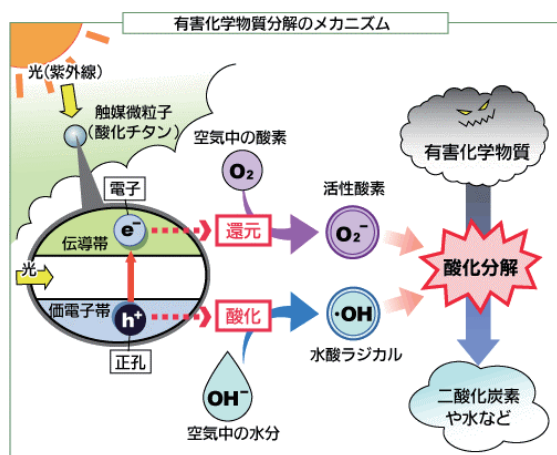 有害化学物質分解のメカニズム
光(紫外線)
触媒微粒子
(酸化チタン)
空気中の酸素
O₂
有害化学物質
電子
e⁻
伝導帯
還元
活性酸素
O₂⁻
光
酸化分解
価電子帯
h⁺
正孔
酸化
・OH
水酸ラジカル
OH⁻
空気中の水分
二酸化炭素
や水など